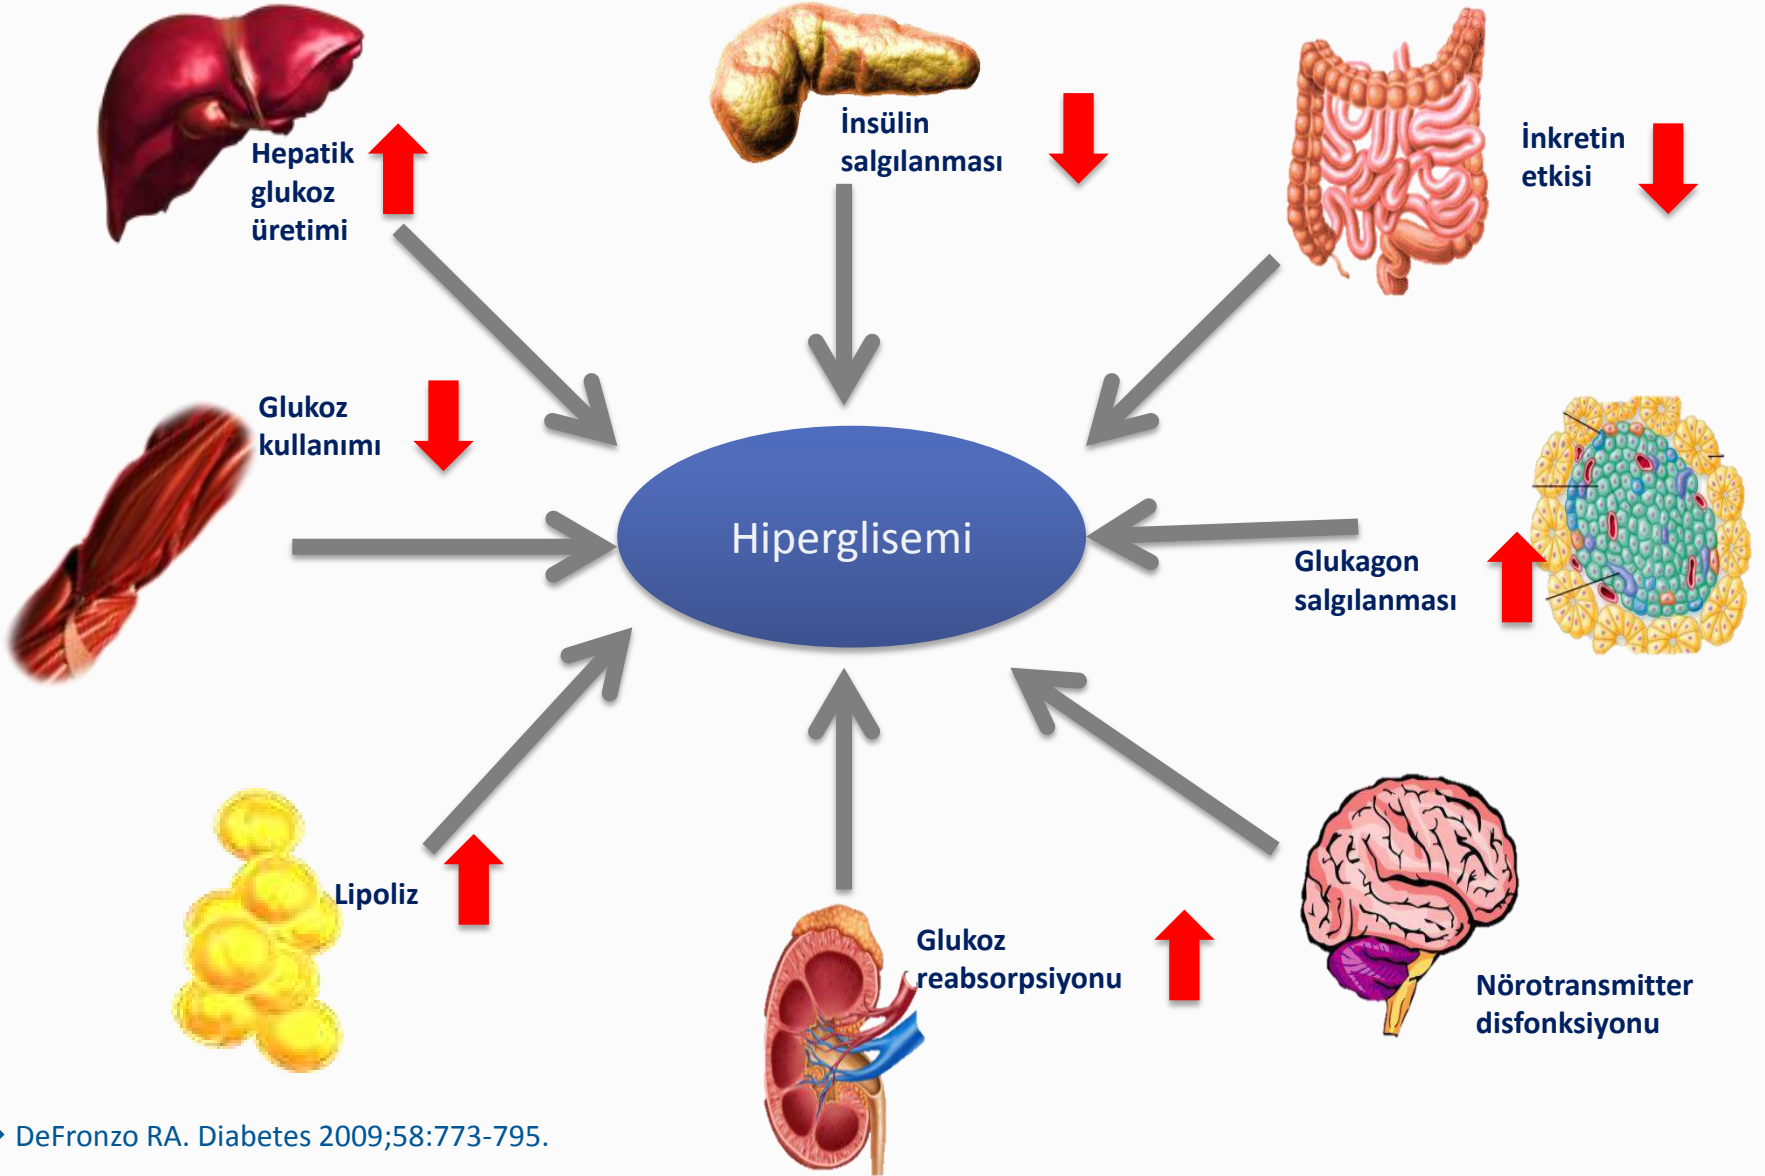 Hepatik
glukoz
üretimi
İnsülin
salgılanması
İnkretin
etkisi
Glukoz
kullanımı
Hiperglisemi
Glukagon
salgılanması
Lipoliz
Glukoz
reabsorpsiyonu
Nörotransmitter
disfonksiyonu
DeFronzo RA. Diabetes 2009;58:773-795.